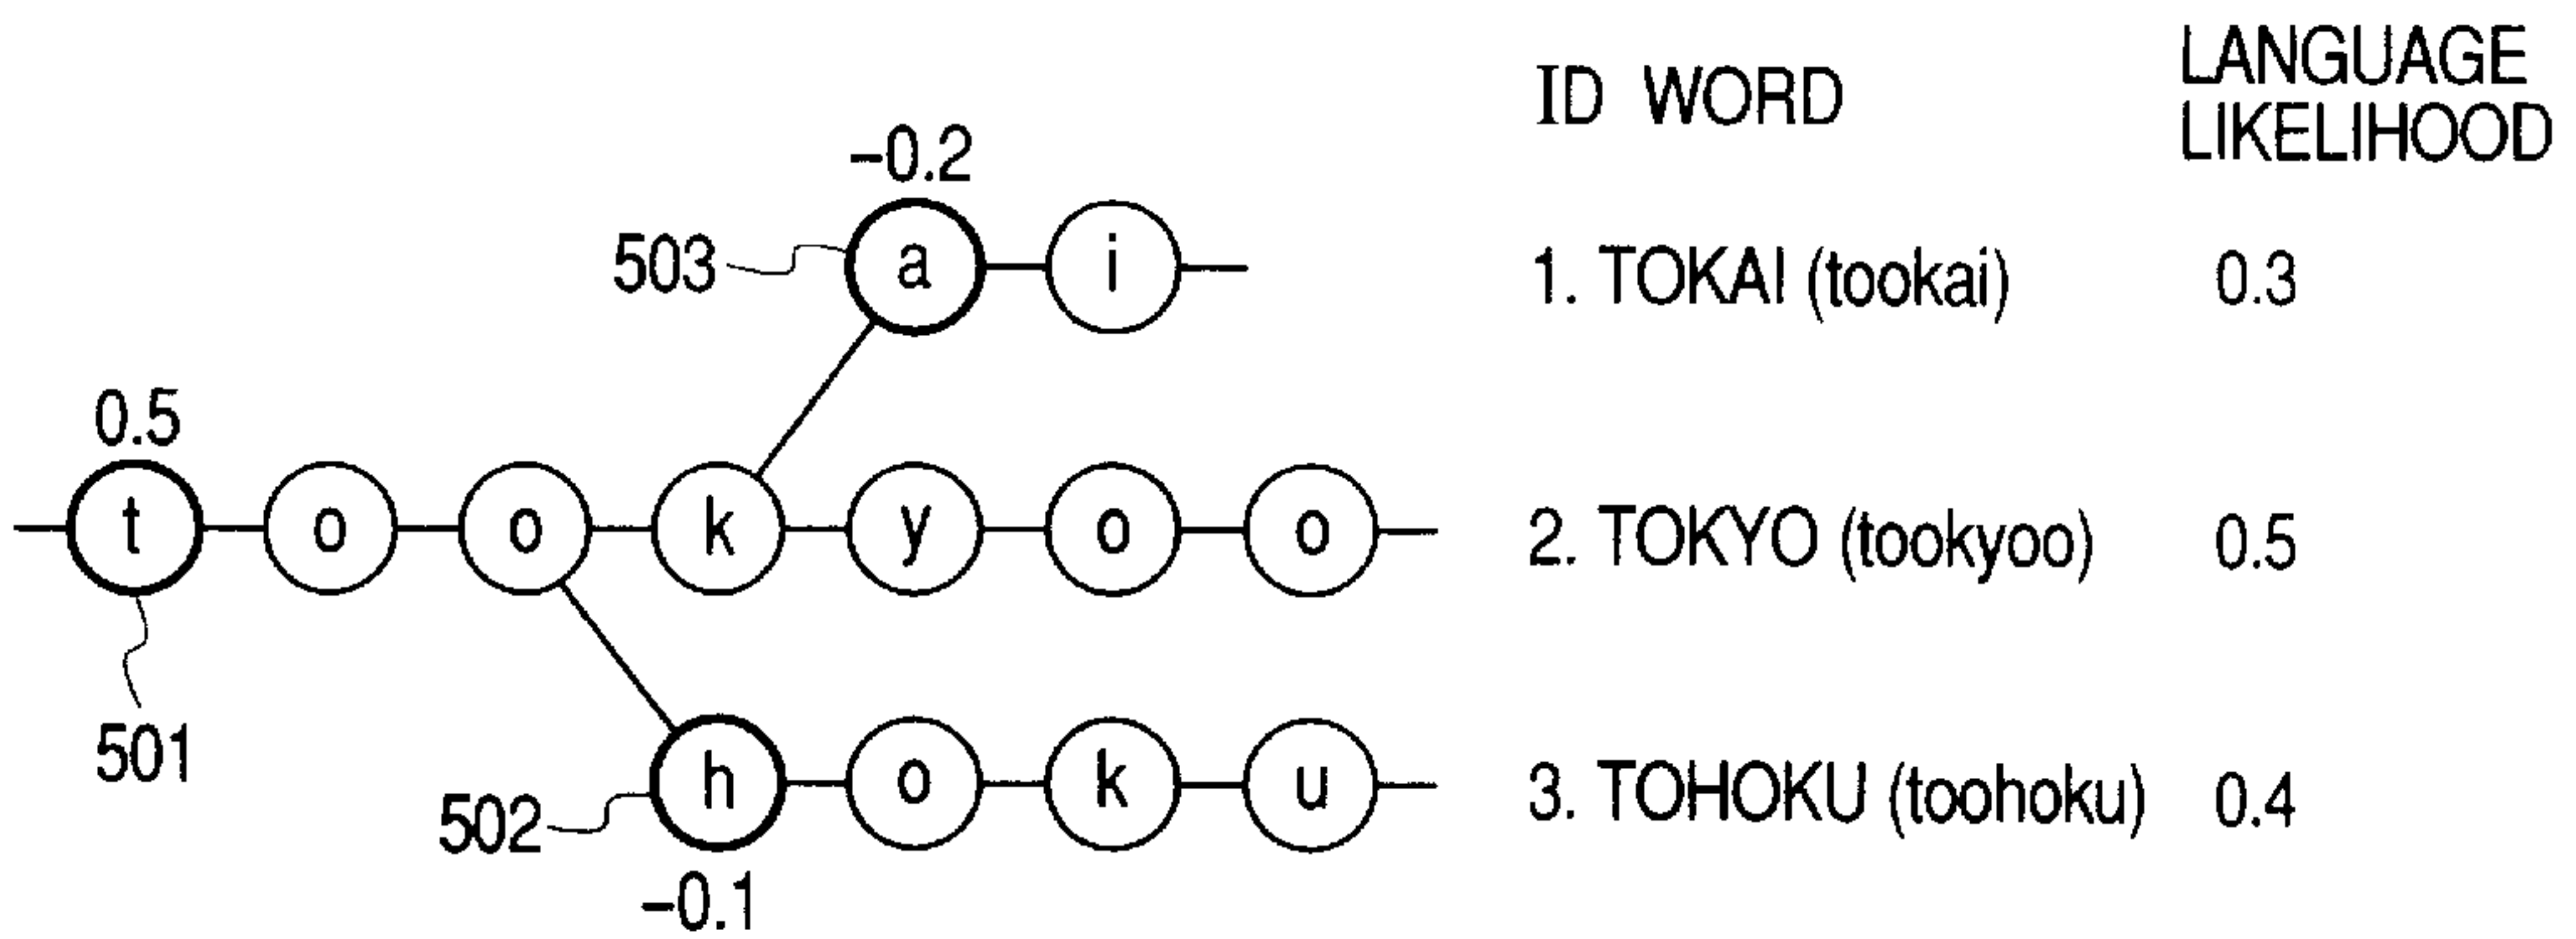 ID WORD LANGUAGE LIKELIHOOD
-0.2
503 a i 1. TOKAI (tookai) 0.3
0.5
t o o k y o o 2. TOKYO (tookyoo) 0.5
501
502 h o k u 3. TOHOKU (toohoku) 0.4
-0.1